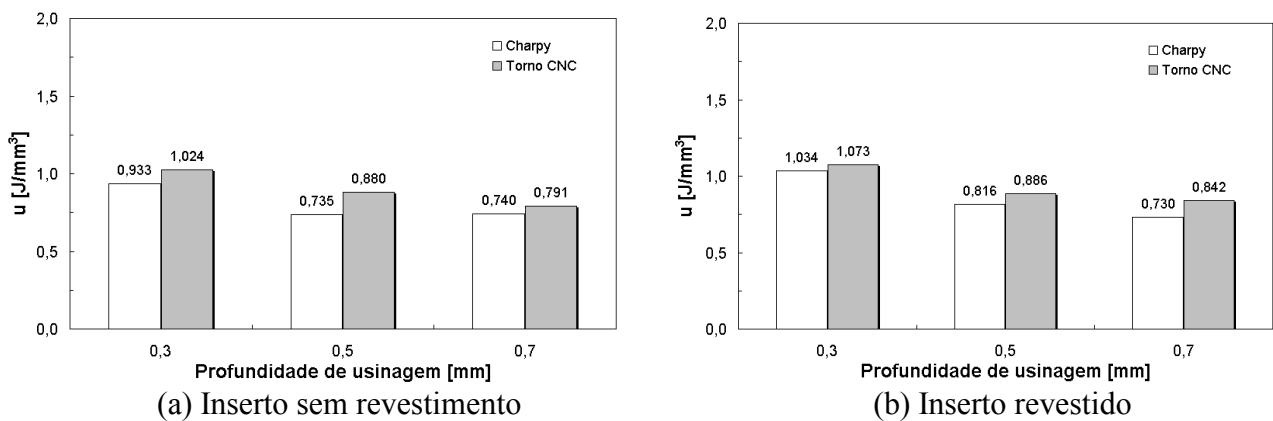 2,0
1,5
1,0
0,5
0,0
u [J/mm³]
Charpy
Torno CNC
0,933
1,024
0,735
0,880
0,740
0,791
0,3
0,5
0,7
Profundidade de usinagem [mm]
(a) Inserto sem revestimento
2,0
1,5
1,0
0,5
0,0
u [J/mm³]
Charpy
Torno CNC
1,034
1,073
0,816
0,886
0,730
0,842
0,3
0,5
0,7
Profundidade de usinagem [mm]
(b) Inserto revestido